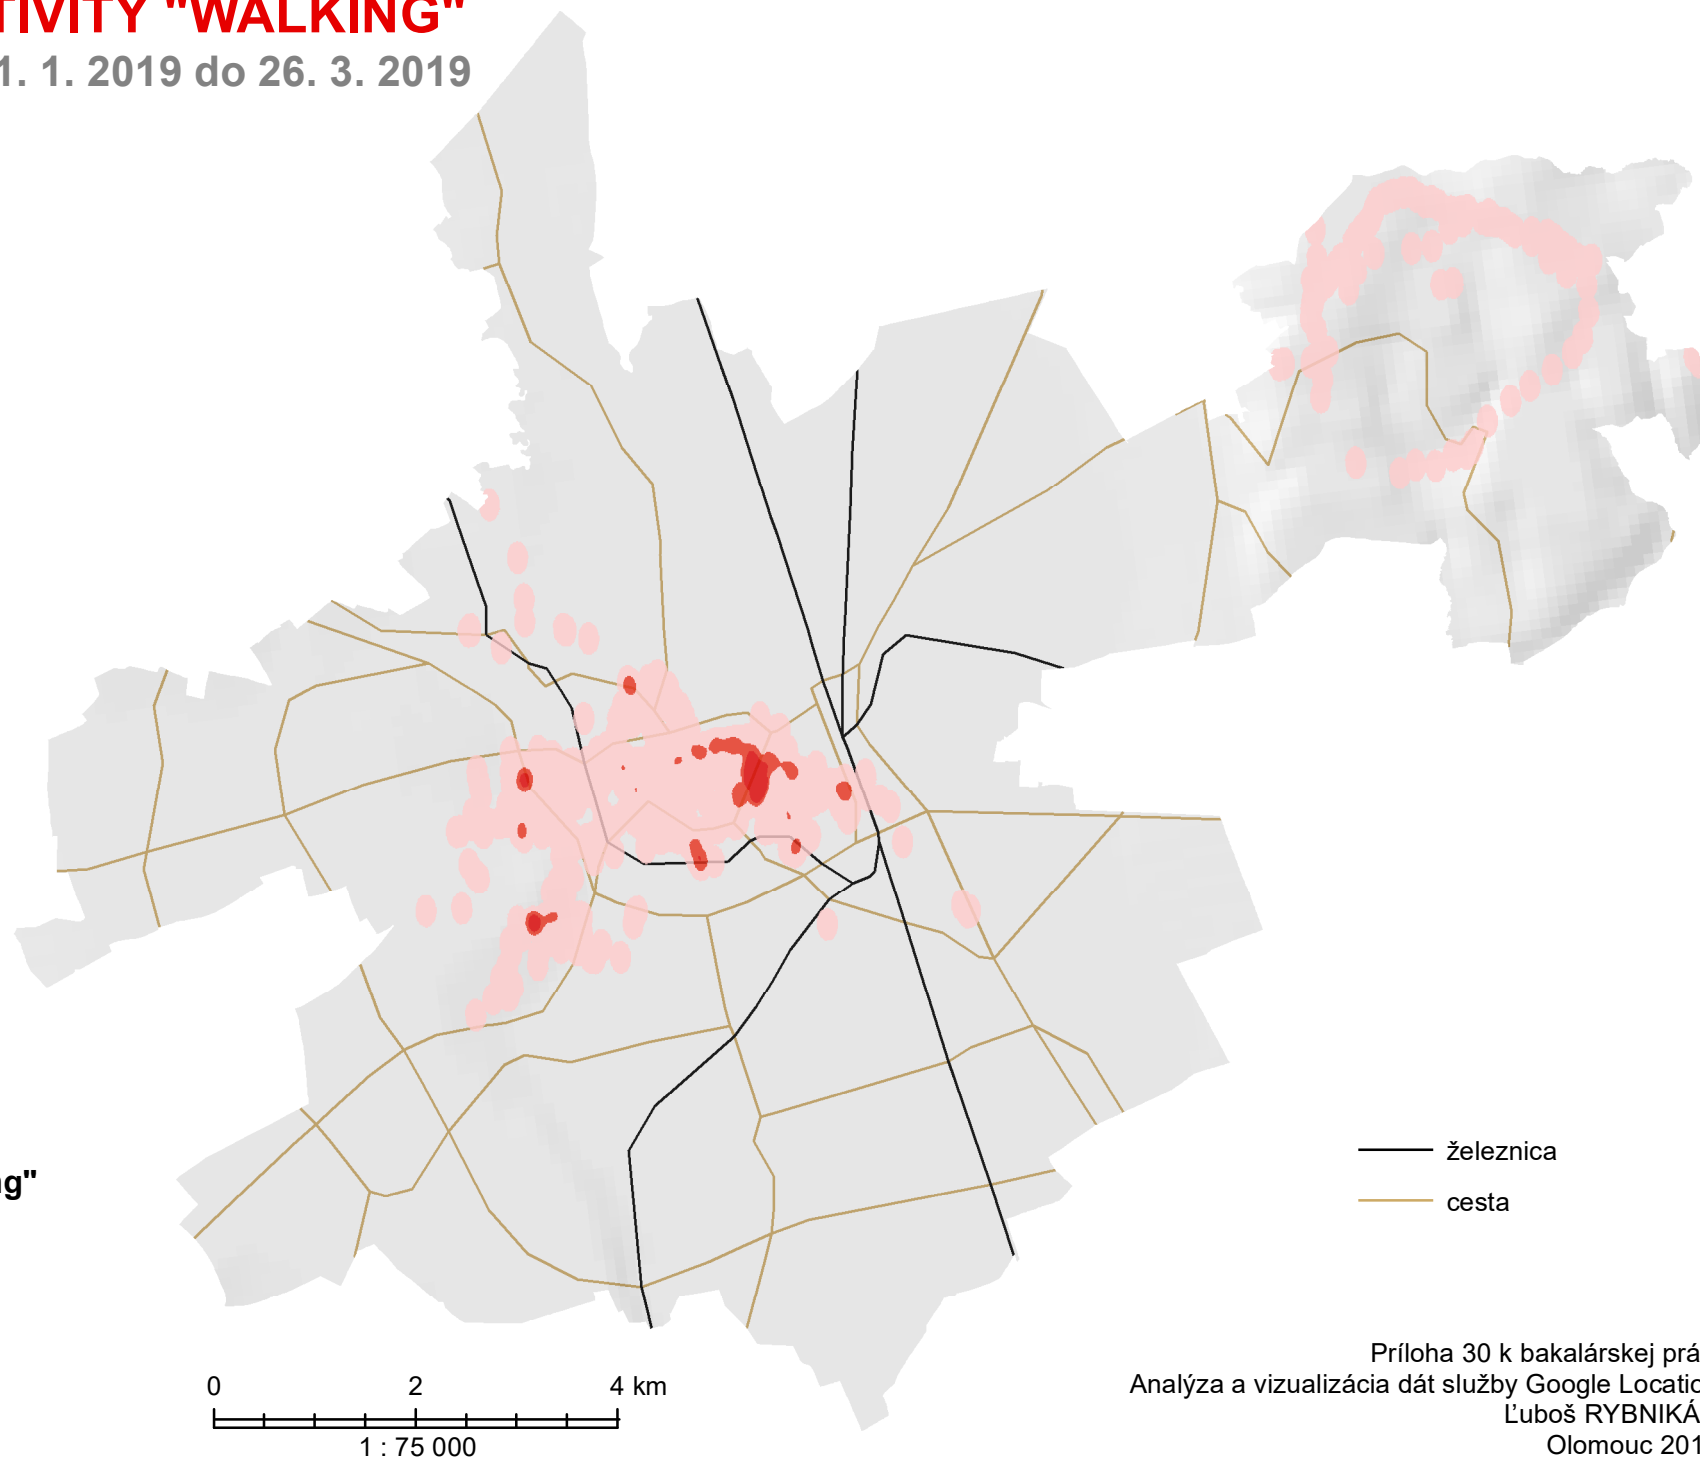 TIVITY "WALKING"
1. 1. 2019 do 26. 3. 2019
g"
železnica
cesta
0 2 4 km
1 : 75 000
Príloha 30 k bakalárskej prá
Analýza a vizualizácia dát služby Google Locatio
Ľuboš RYBNIKÁ
Olomouc 201